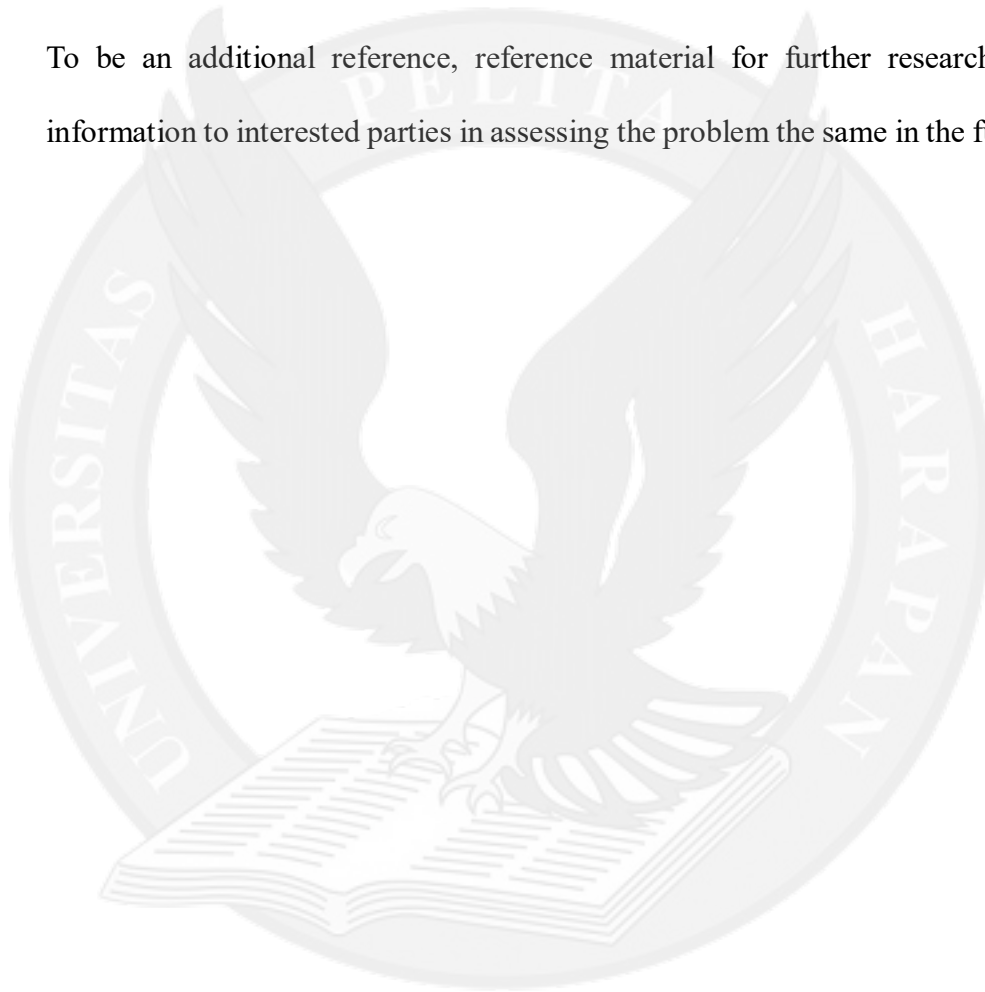 To be an additional reference, reference material for further research
information to interested parties in assessing the problem the same in the
PELITA
UNIVERSITAS
HARAPAN